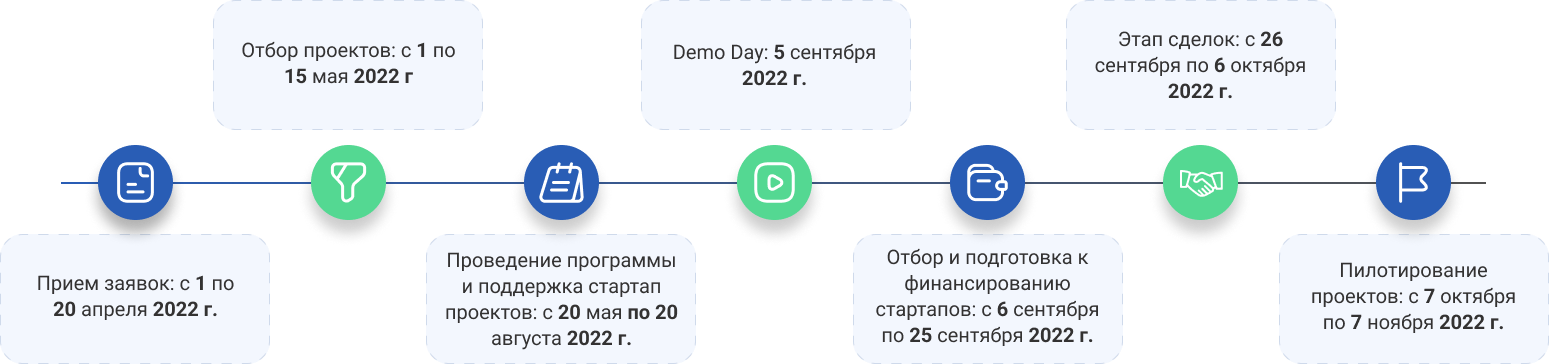 Прием заявок: с 1 по
20 апреля 2022 г.
Отбор проектов: с 1 по
15 мая 2022 г
Проведение программы
и поддержка стартап
проектов: с 20 мая по 20
августа 2022 г.
Demo Day: 5 сентября
2022 г.
Отбор и подготовка к
финансированию
стартапов: с 6 сентября
по 25 сентября 2022 г.
Этап сделок: с 26
сентября по 6 октября
2022 г.
Пилотирование
проектов: с 7 октября
по 7 ноября 2022 г.